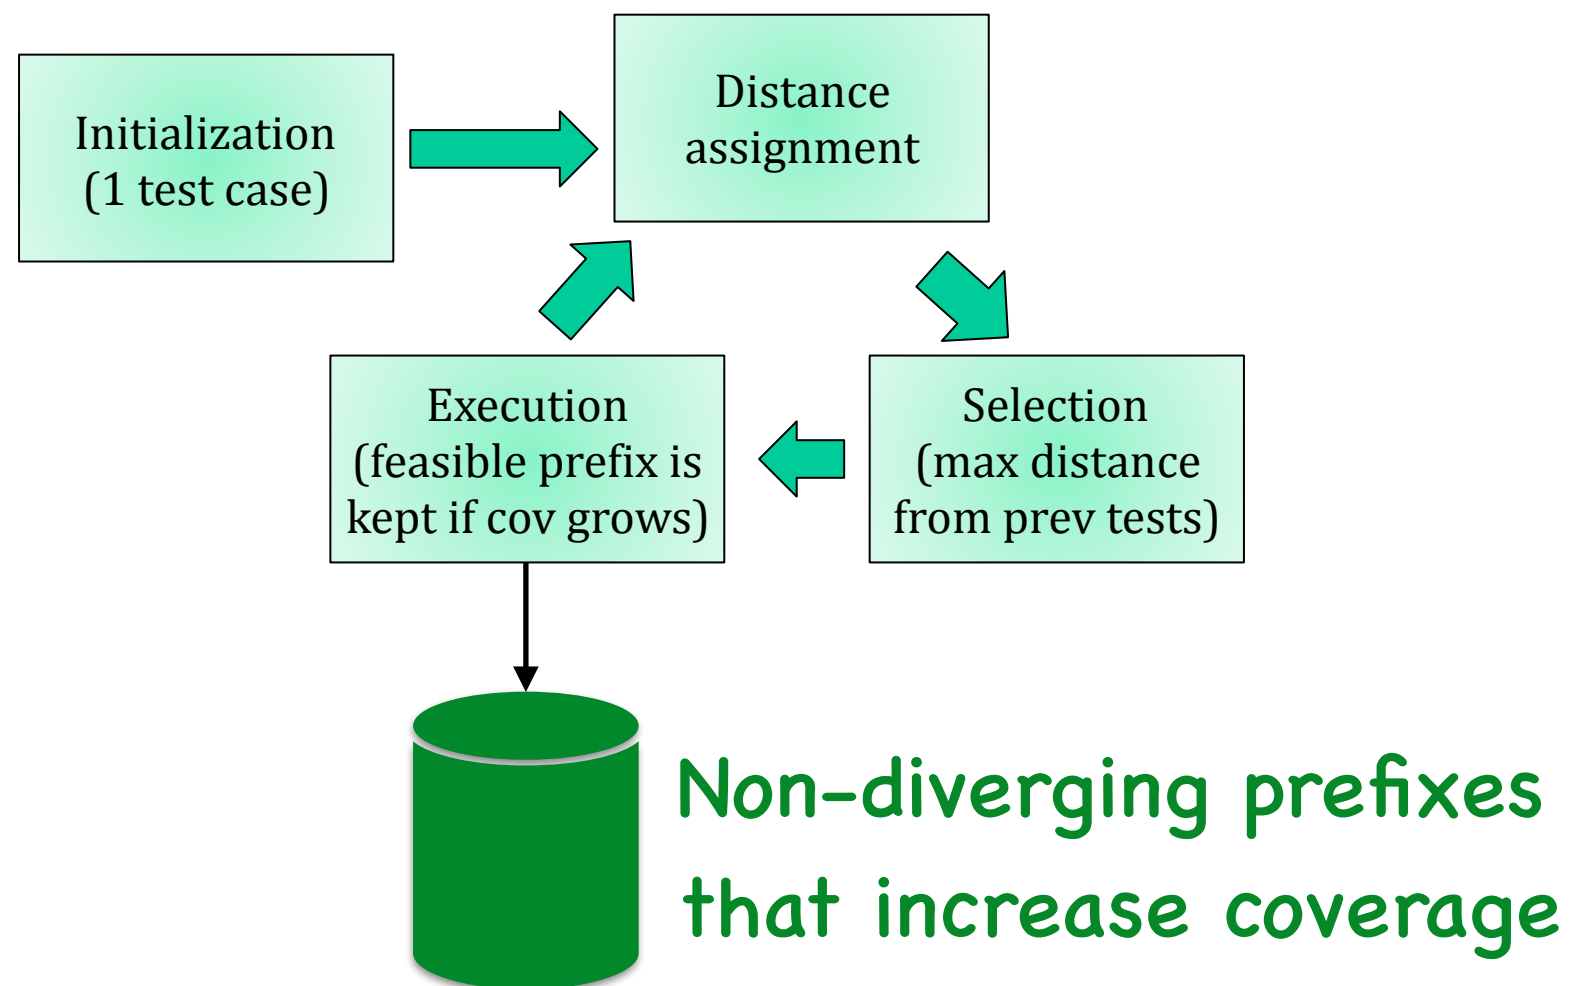 Initialization
(1 test case)
Distance
assignment
Execution
(feasible prefix is
kept if cov grows)
Selection
(max distance
from prev tests)
Non-diverging prefixes
that increase coverage